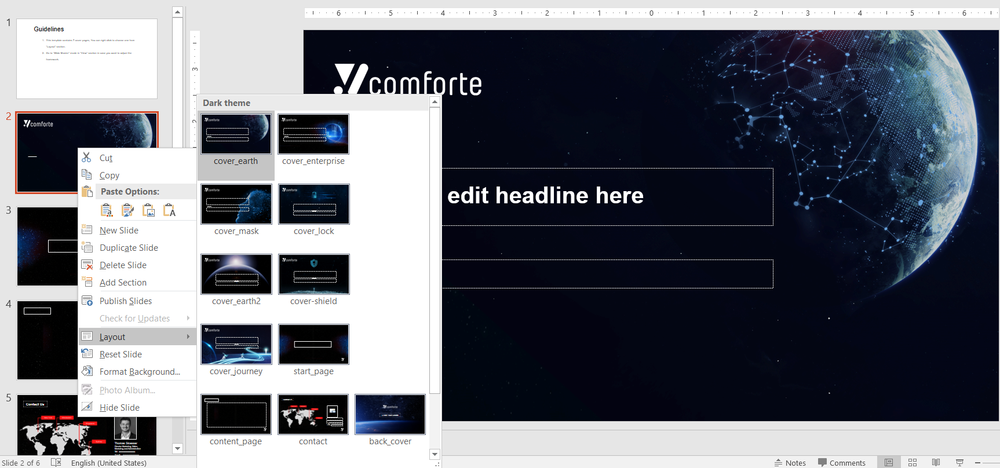 6 5 4 3 2 1 0 1 2 3 4 5 6
3
2
1
Guidelines
1. This template contains 7 cover pages, You can right click to choose one from
"Layout" section.
2. Go to "Slide Master" mode in "View" section in case you want to adjust the
framework.
2
comforte
3
4
5
Contact Us
Thomas Stoesser
Cut
Copy
Paste Options:
New Slide
Duplicate Slide
Delete Slide
Add Section
Publish Slides
Check for Updates
Layout
Reset Slide
Format Background...
Photo Album...
Hide Slide
Dark theme
cover_earth
cover_enterprise
cover_mask
cover_lock
cover_earth2
cover-shield
cover_journey
start_page
content_page
contact
back_cover
comforte
edit headline here
Slide 2 of 6
English (United States)
Notes
Comments